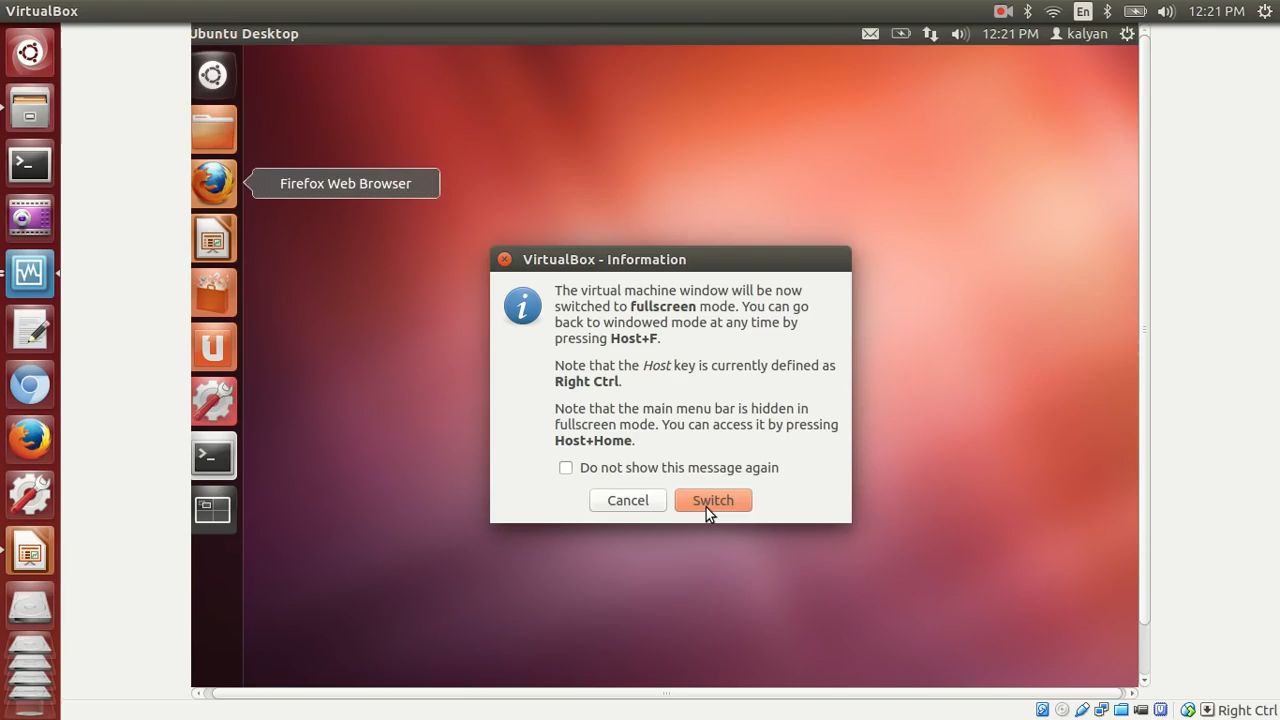 VirtualBox
En
12:21 PM
Ubuntu Desktop
12:21 PM
kalyan
Firefox Web Browser
VirtualBox - Information
The virtual machine window will be now
switched to fullscreen mode. You can go
back to windowed mode at any time by
pressing Host+F.
Note that the Host key is currently defined as
Right Ctrl.
Note that the main menu bar is hidden in
fullscreen mode. You can access it by pressing
Host+Home.
Do not show this message again
Cancel
Switch
Right Ctrl